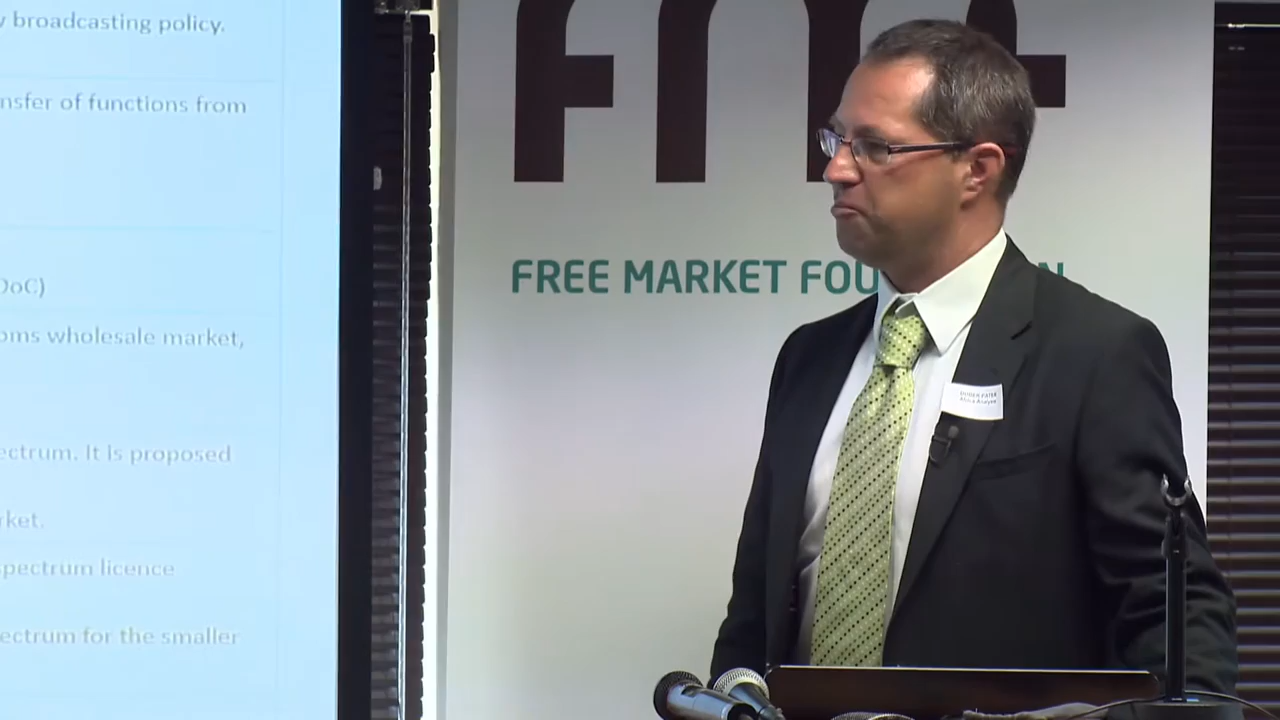 broadcasting policy.
nsfer of functions from
DoC)
oms wholesale market,
ectrum. It is proposed
rket.
spectrum licence
ectrum for the smaller
FREE MARKET FOU N